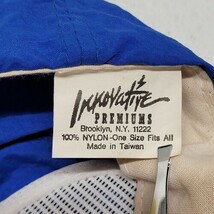 Innovative
PREMIUMS
Brooklyn, N.Y. 11222
100% NYLON-One Size Fits All
Made in Taiwan